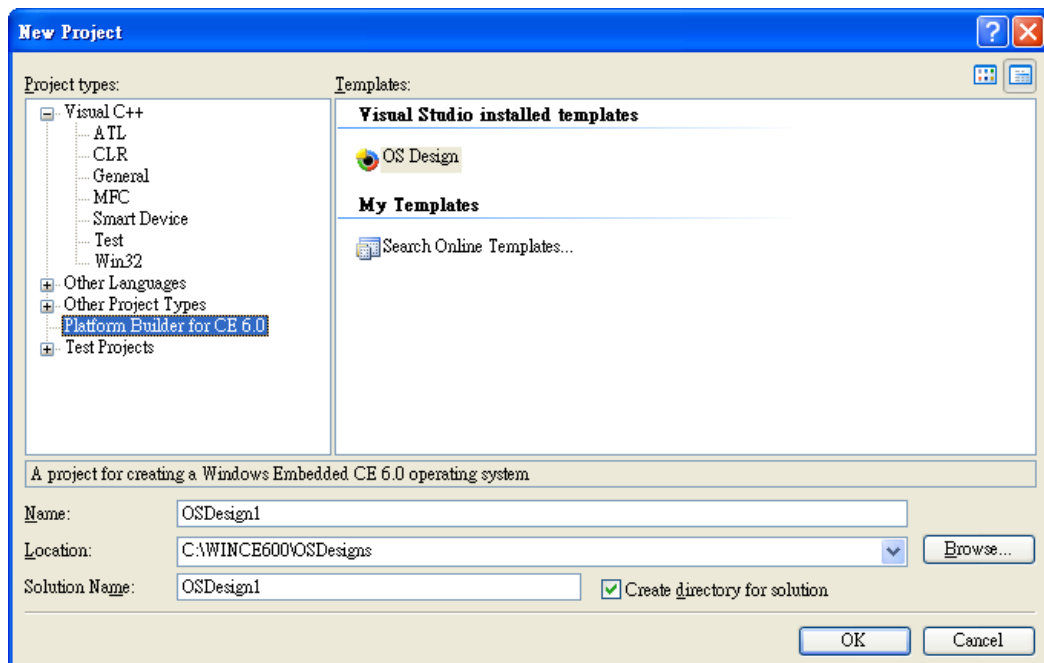 New Project
Project types:
Templates:
Visual C++
ATL
CLR
General
MFC
Smart Device
Test
Win32
Other Languages
Other Project Types
Platform Builder for CE 6.0
Test Projects
Visual Studio installed templates
OS Design
My Templates
Search Online Templates...
A project for creating a Windows Embedded CE 6.0 operating system
Name:
OSDesign1
Location:
C:\WINCE600\OSDesigns
Browse...
Solution Name:
OSDesign1
Create directory for solution
OK
Cancel